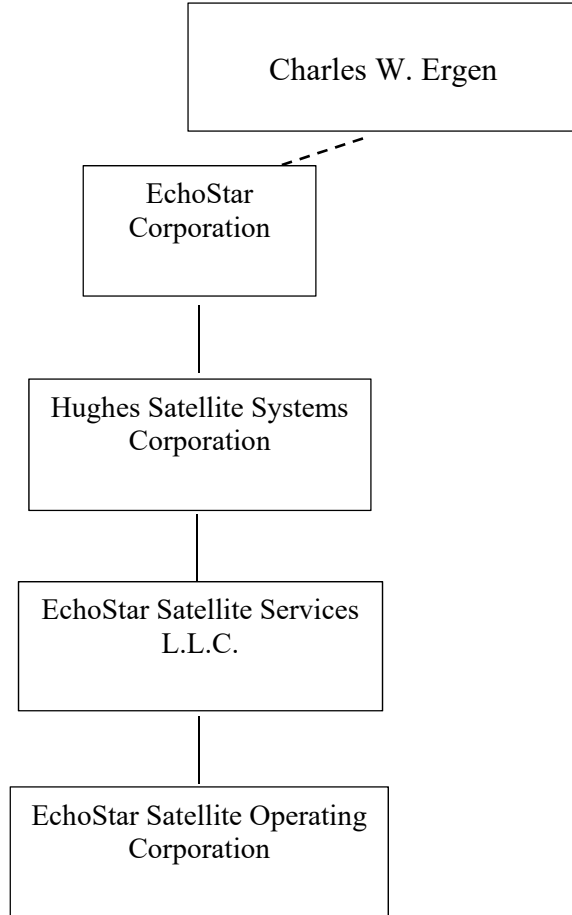 Charles W. Ergen
EchoStar
Corporation
Hughes Satellite Systems
Corporation
EchoStar Satellite Services
L.L.C.
EchoStar Satellite Operating
Corporation